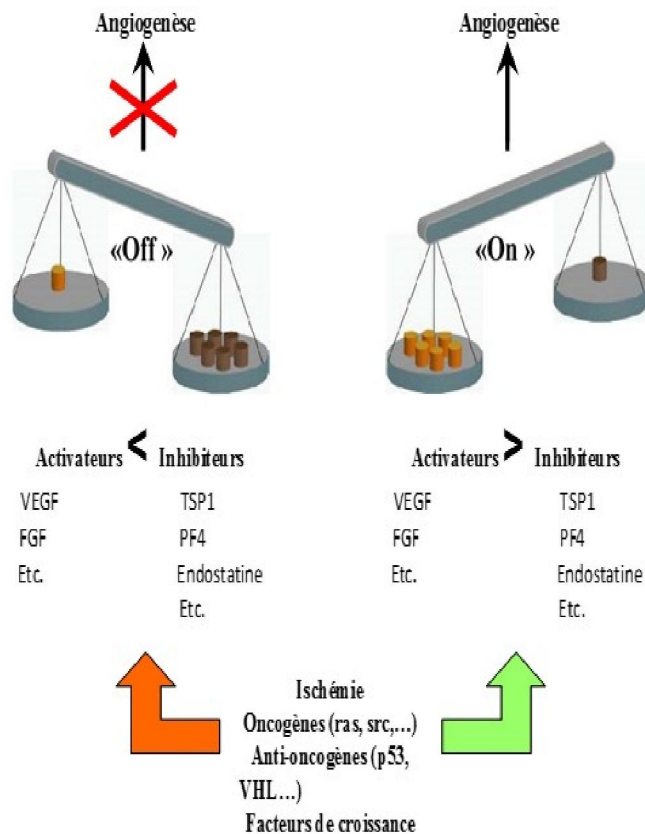 Angiogenèse
Angiogenèse
«Off »
«On »
Activateurs < Inhibiteurs
VEGF TSP1
FGF PF4
Etc. Endostatine
Etc.
Activateurs > Inhibiteurs
VEGF TSP1
FGF PF4
Etc. Endostatine
Etc.
Ischémie
Oncogènes (ras, src,...)
Anti-oncogènes (p53,
VHL ...)
Facteurs de croissance